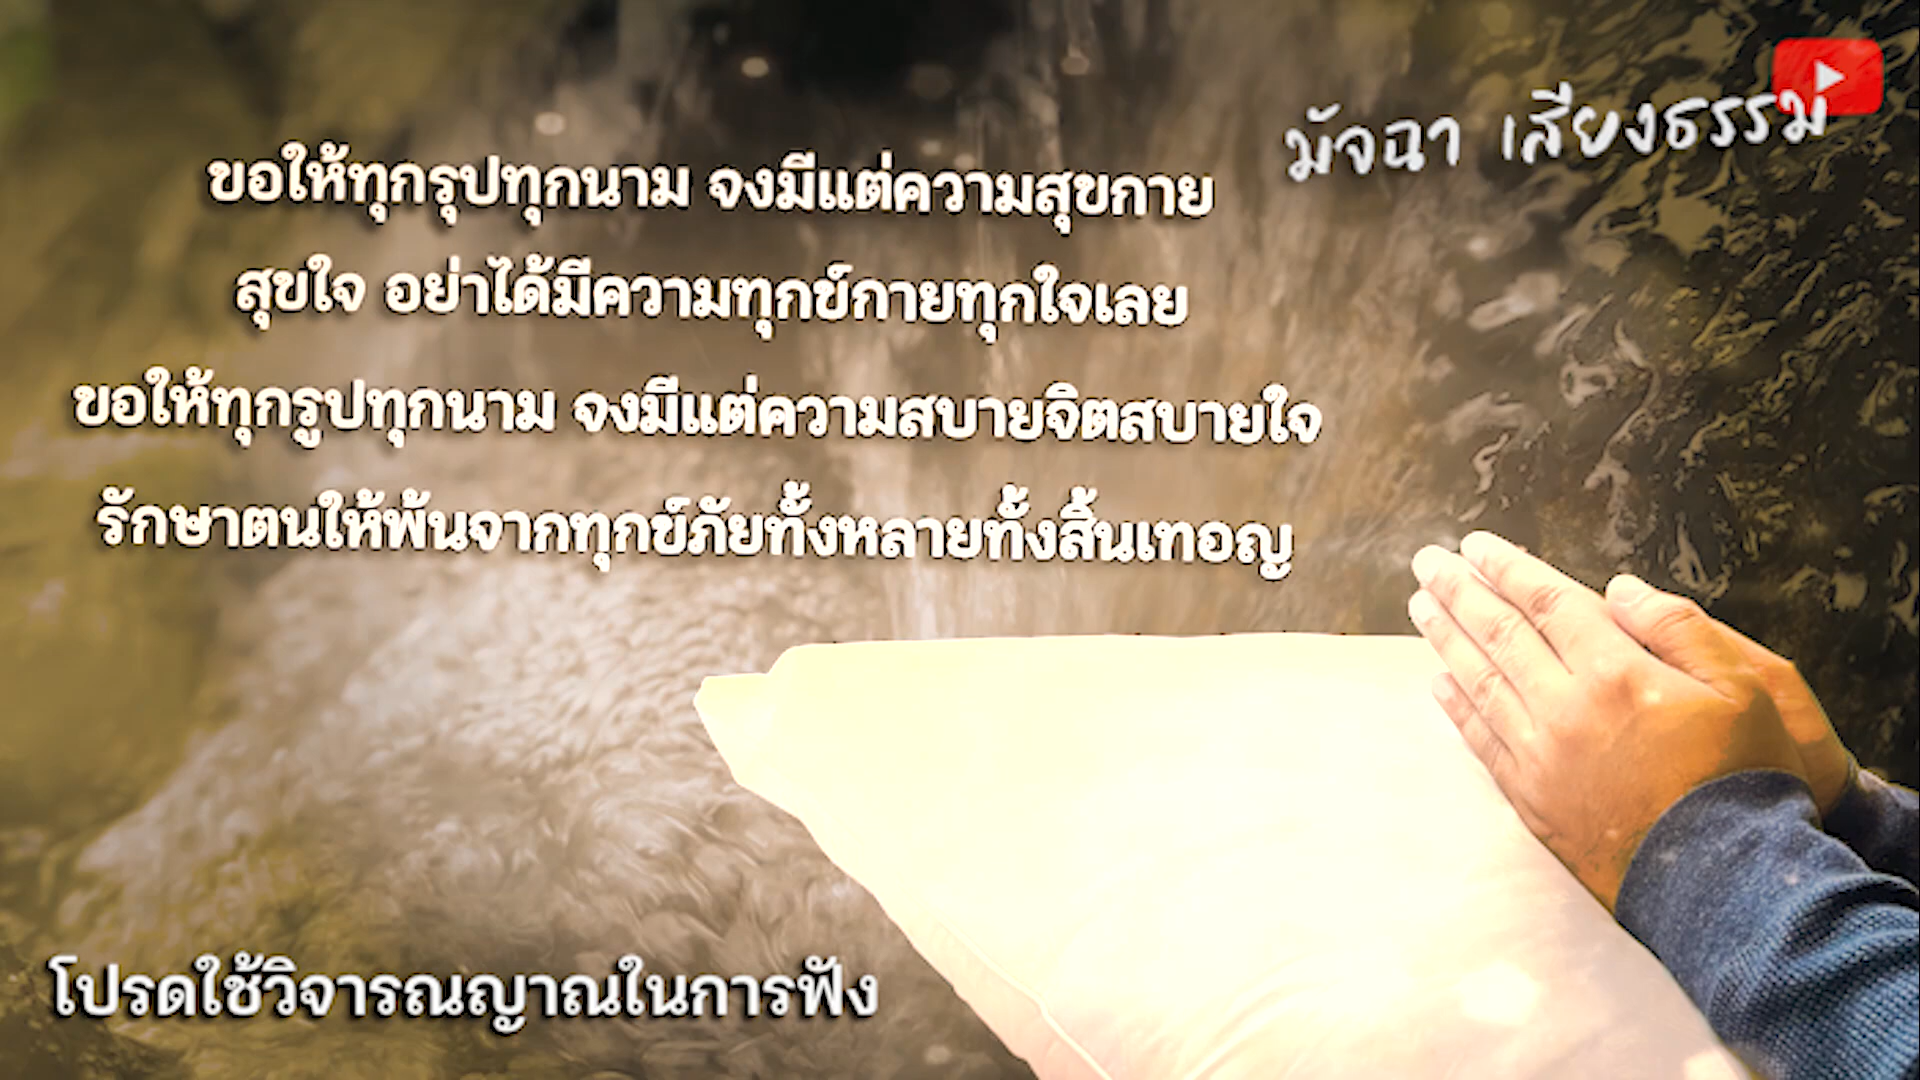 มัจฉา เสียงธรรม
ขอให้ทุกรุปทุกนาม จงมีแต่ความสุขกาย
สุขใจ อย่าได้มีความทุกข์กายทุกใจเลย
ขอให้ทุกรูปทุกนาม จงมีแต่ความสบายจิตสบายใจ
รักษาตนให้พ้นจากทุกข์ภัยทั้งหลายทั้งสิ้นเทอญ
โปรดใช้วิจารณญาณในการฟัง